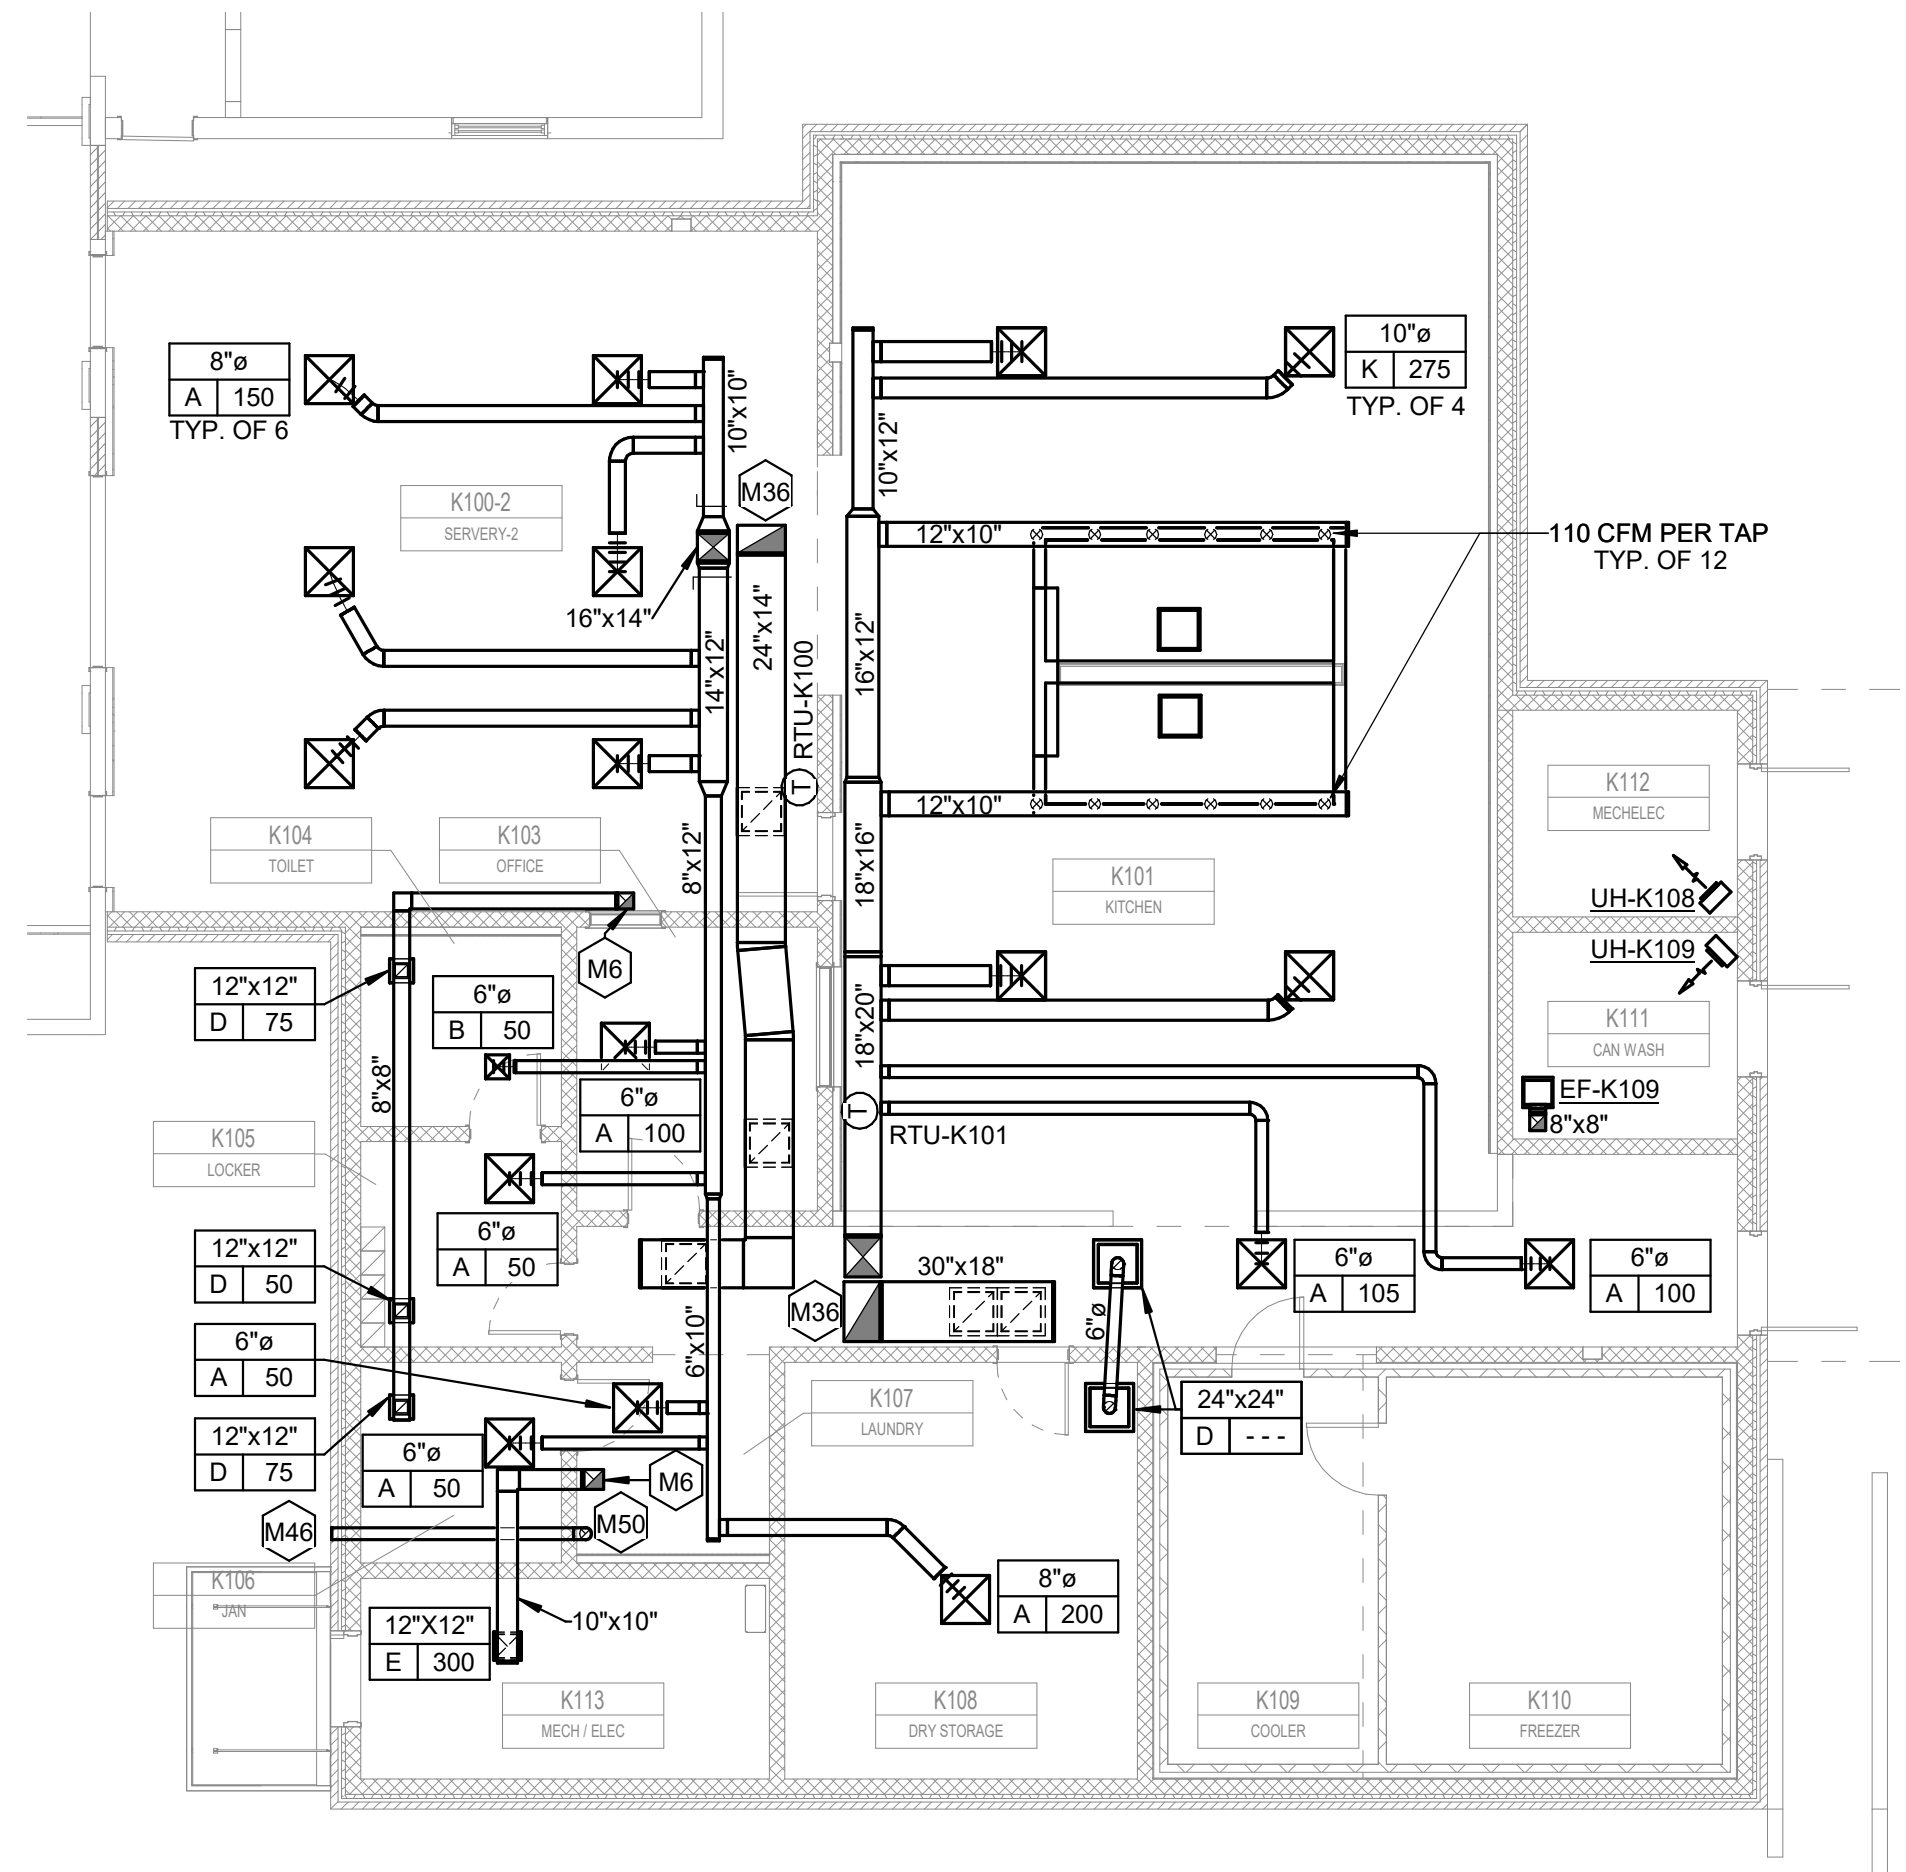 8"ø
A 150
TYP. OF 6
10"x10"
M36
10"ø
K 275
TYP. OF 4
10"x12"
K100-2
SERVERY-2
12"x10"
110 CFM PER TAP
TYP. OF 12
16"x14"
14"x12"
24"x14"
RTU-K100
T
16"x12"
12"x10"
K112
MECHELEC
K104
TOILET
K103
OFFICE
8"x12"
18"x16"
K101
KITCHEN
UH-K108
UH-K109
M6
12"x12"
D 75
6"ø
B 50
18"x20"
K111
CAN WASH
8"x8"
EF-K109
8"x8"
6"ø
A 100
T
RTU-K101
K105
LOCKER
6"ø
A 50
12"x12"
D 50
30"x18"
M36
6"ø
6"ø
A 105
6"ø
A 100
6"x10"
6"ø
A 50
K107
LAUNDRY
24"x24"
D ---
12"x12"
D 75
6"ø
A 50
M6
M46
M50
K106
JAN
8"ø
A 200
12"X12"
E 300
10"x10"
K113
MECH / ELEC
K108
DRY STORAGE
K109
COOLER
K110
FREEZER